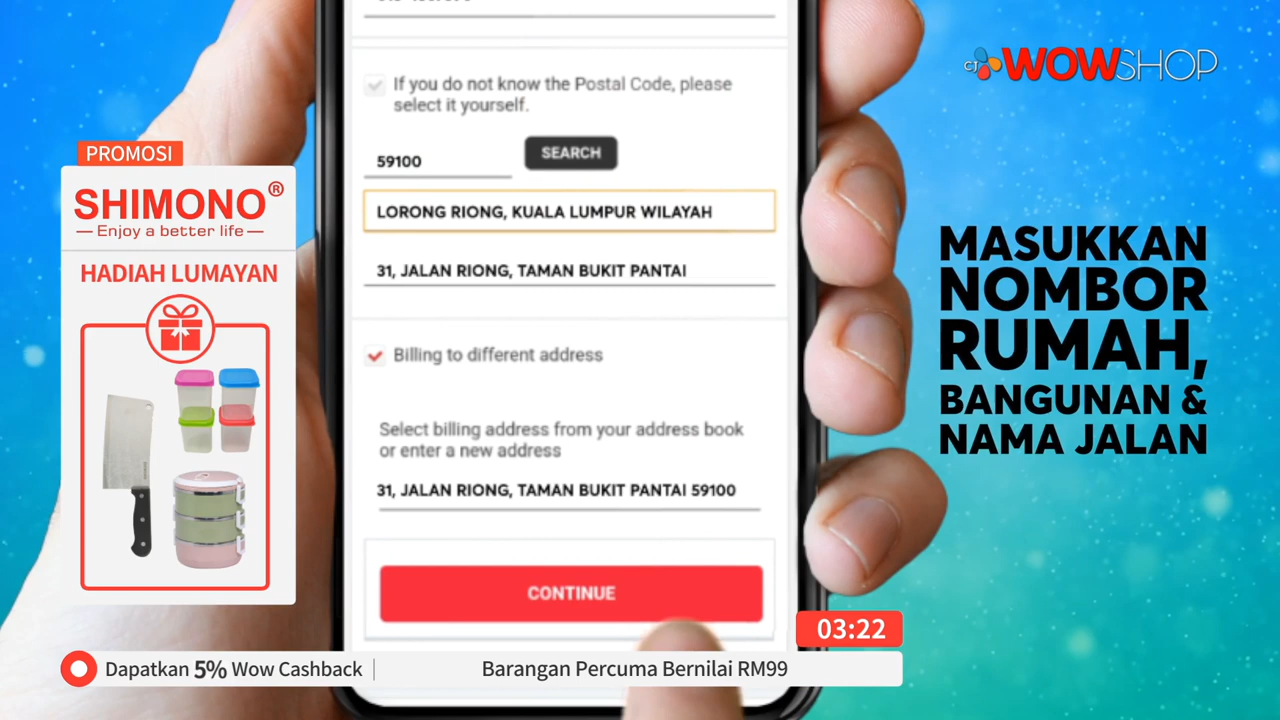 If you do not know the Postal Code, please
select it yourself.
59100
SEARCH
LORONG RIONG, KUALA LUMPUR WILAYAH
31, JALAN RIONG, TAMAN BUKIT PANTAI
Billing to different address
Select billing address from your address book
or enter a new address
31, JALAN RIONG, TAMAN BUKIT PANTAI 59100
CONTINUE
CJ WOWSHOP
PROMOSI
SHIMONO®
Enjoy a better life
HADIAH LUMAYAN
MASUKKAN
NOMBOR
RUMAH,
BANGUNAN &
NAMA JALAN
03:22
Dapatkan 5% Wow Cashback
Barangan Percuma Bernilai RM99